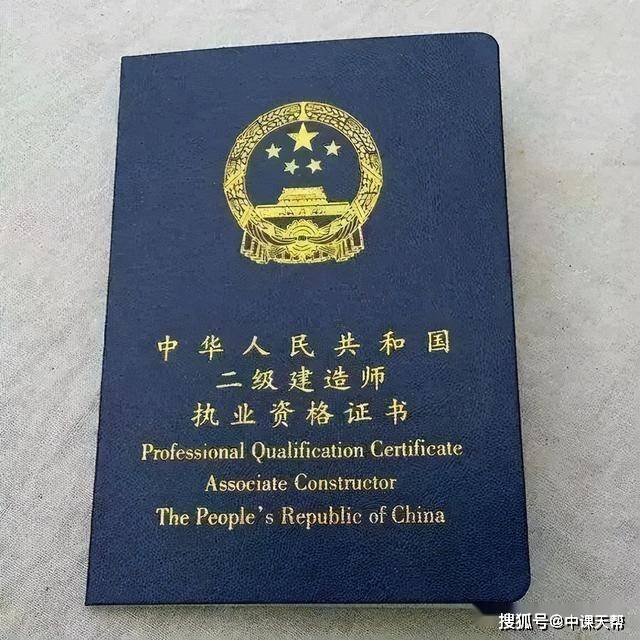 中华人民共和国
二级建造师
执业资格证书
Professional Qualification Certificate
Associate Constructor
The People's Republic of China
搜狐号@中课天帮